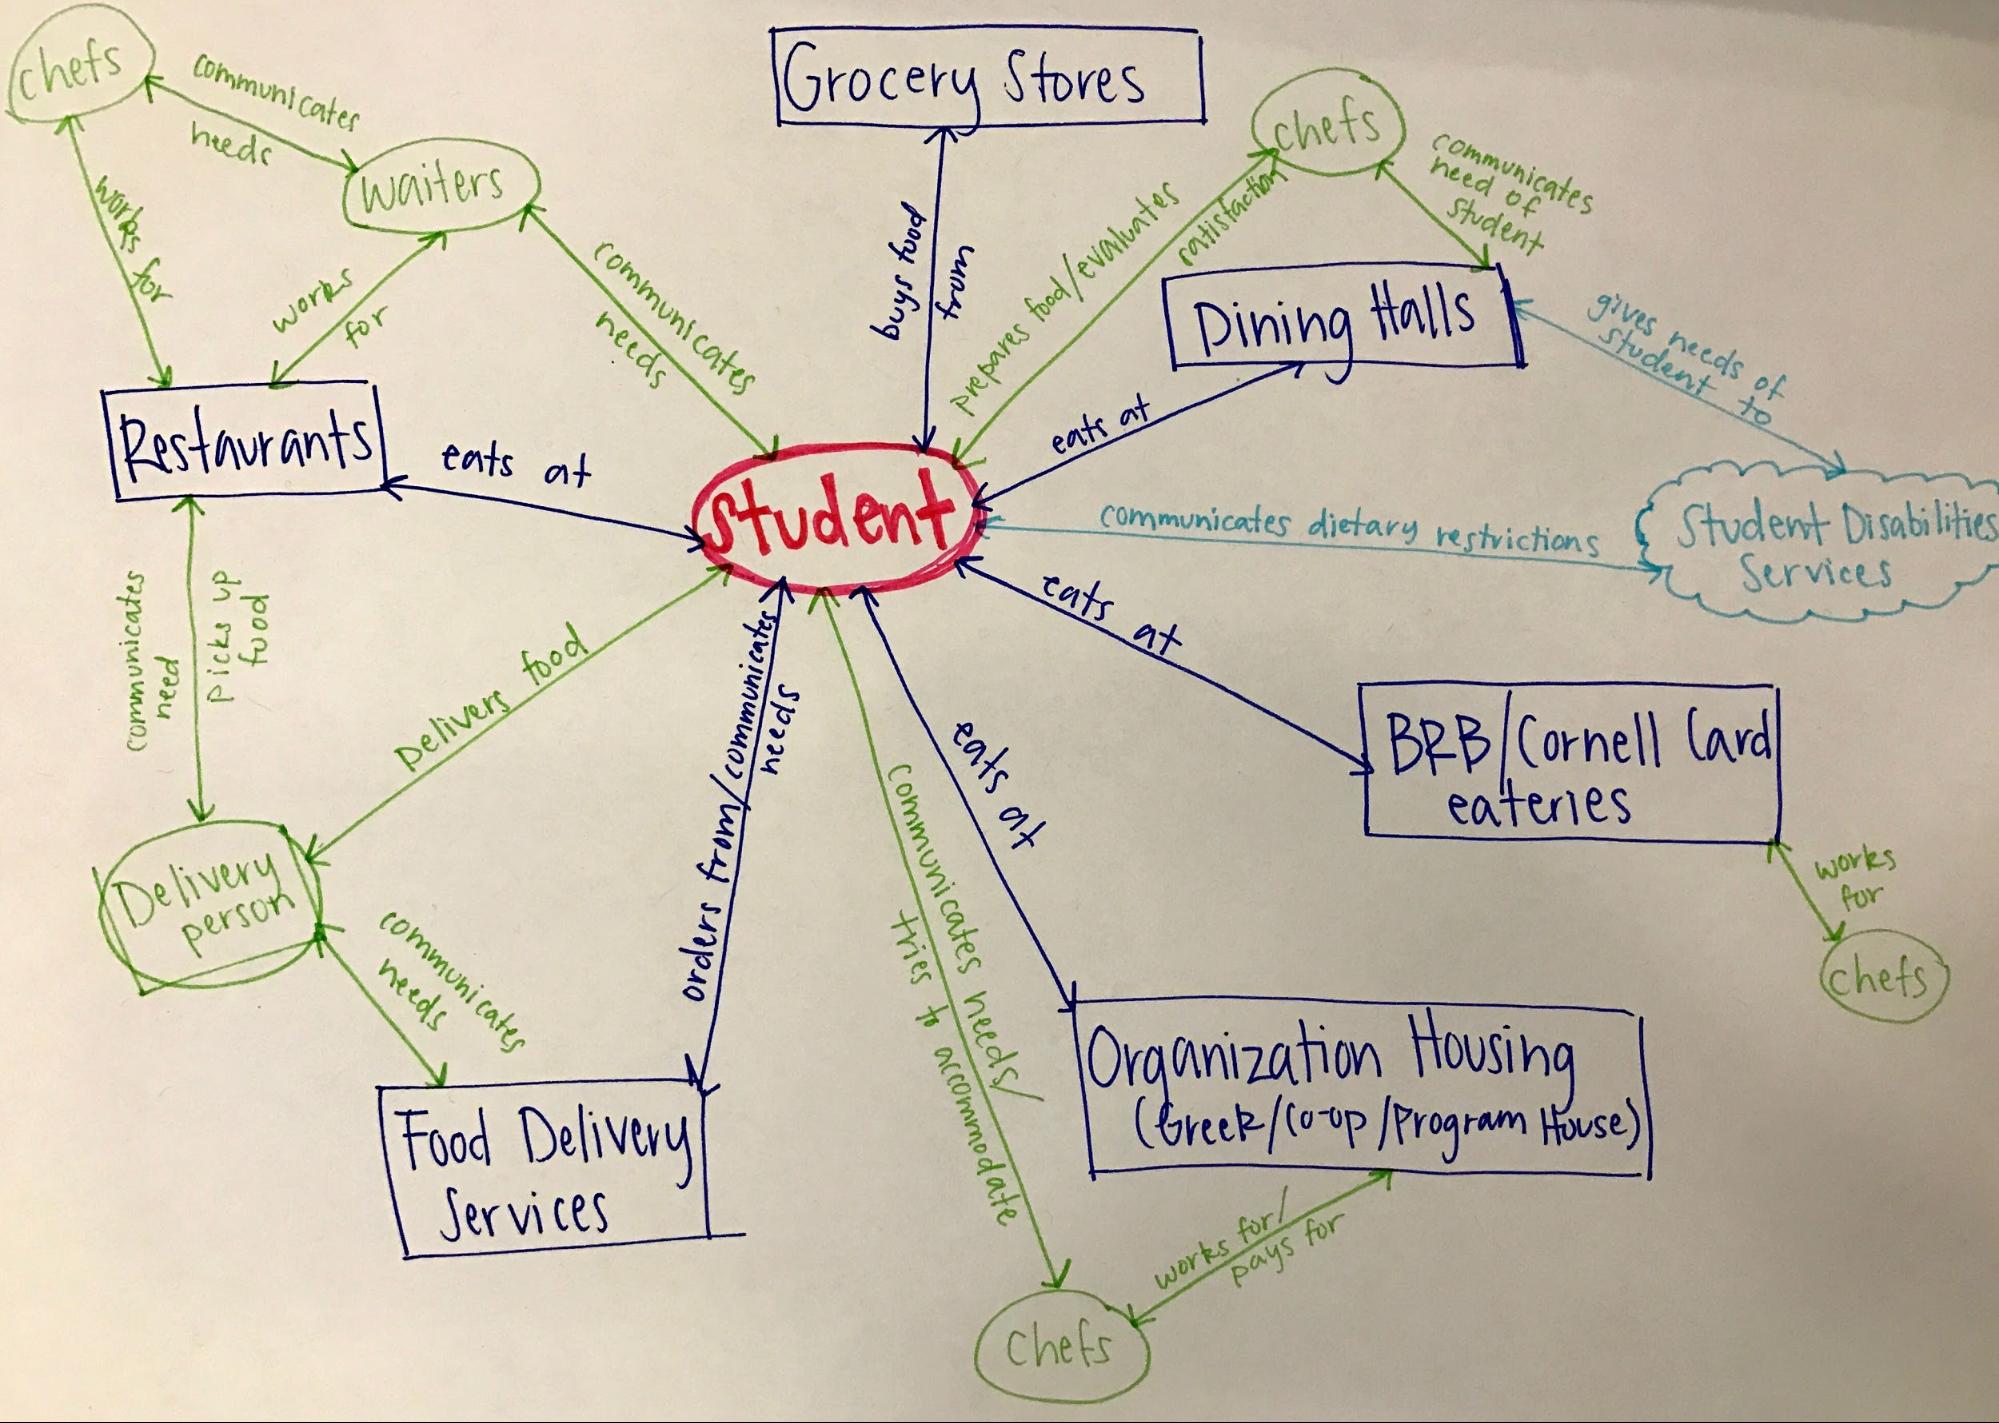 chefs
communicates
needs
waiters
works
for
works
for
communicates
needs
Grocery Stores
buys food
from
chefs
communicates
need of
student
prepares food/evaluates
satisfaction
Dining Halls
gives needs of
student to
eats at
Restaurants
eats at
student
communicates dietary restrictions
Student Disabilities
Services
communicates
need
picks up
food
Delivers food
orders from/communicates
needs
eats at
eats at
BRB/Cornell Card
eateries
works
for
chefs
Delivery
person
communicates
needs
communicates needs/
tries to accommodate
Food Delivery
Services
Organization Housing
(Greek/Co-op/Program House)
works for/
pays for
chefs